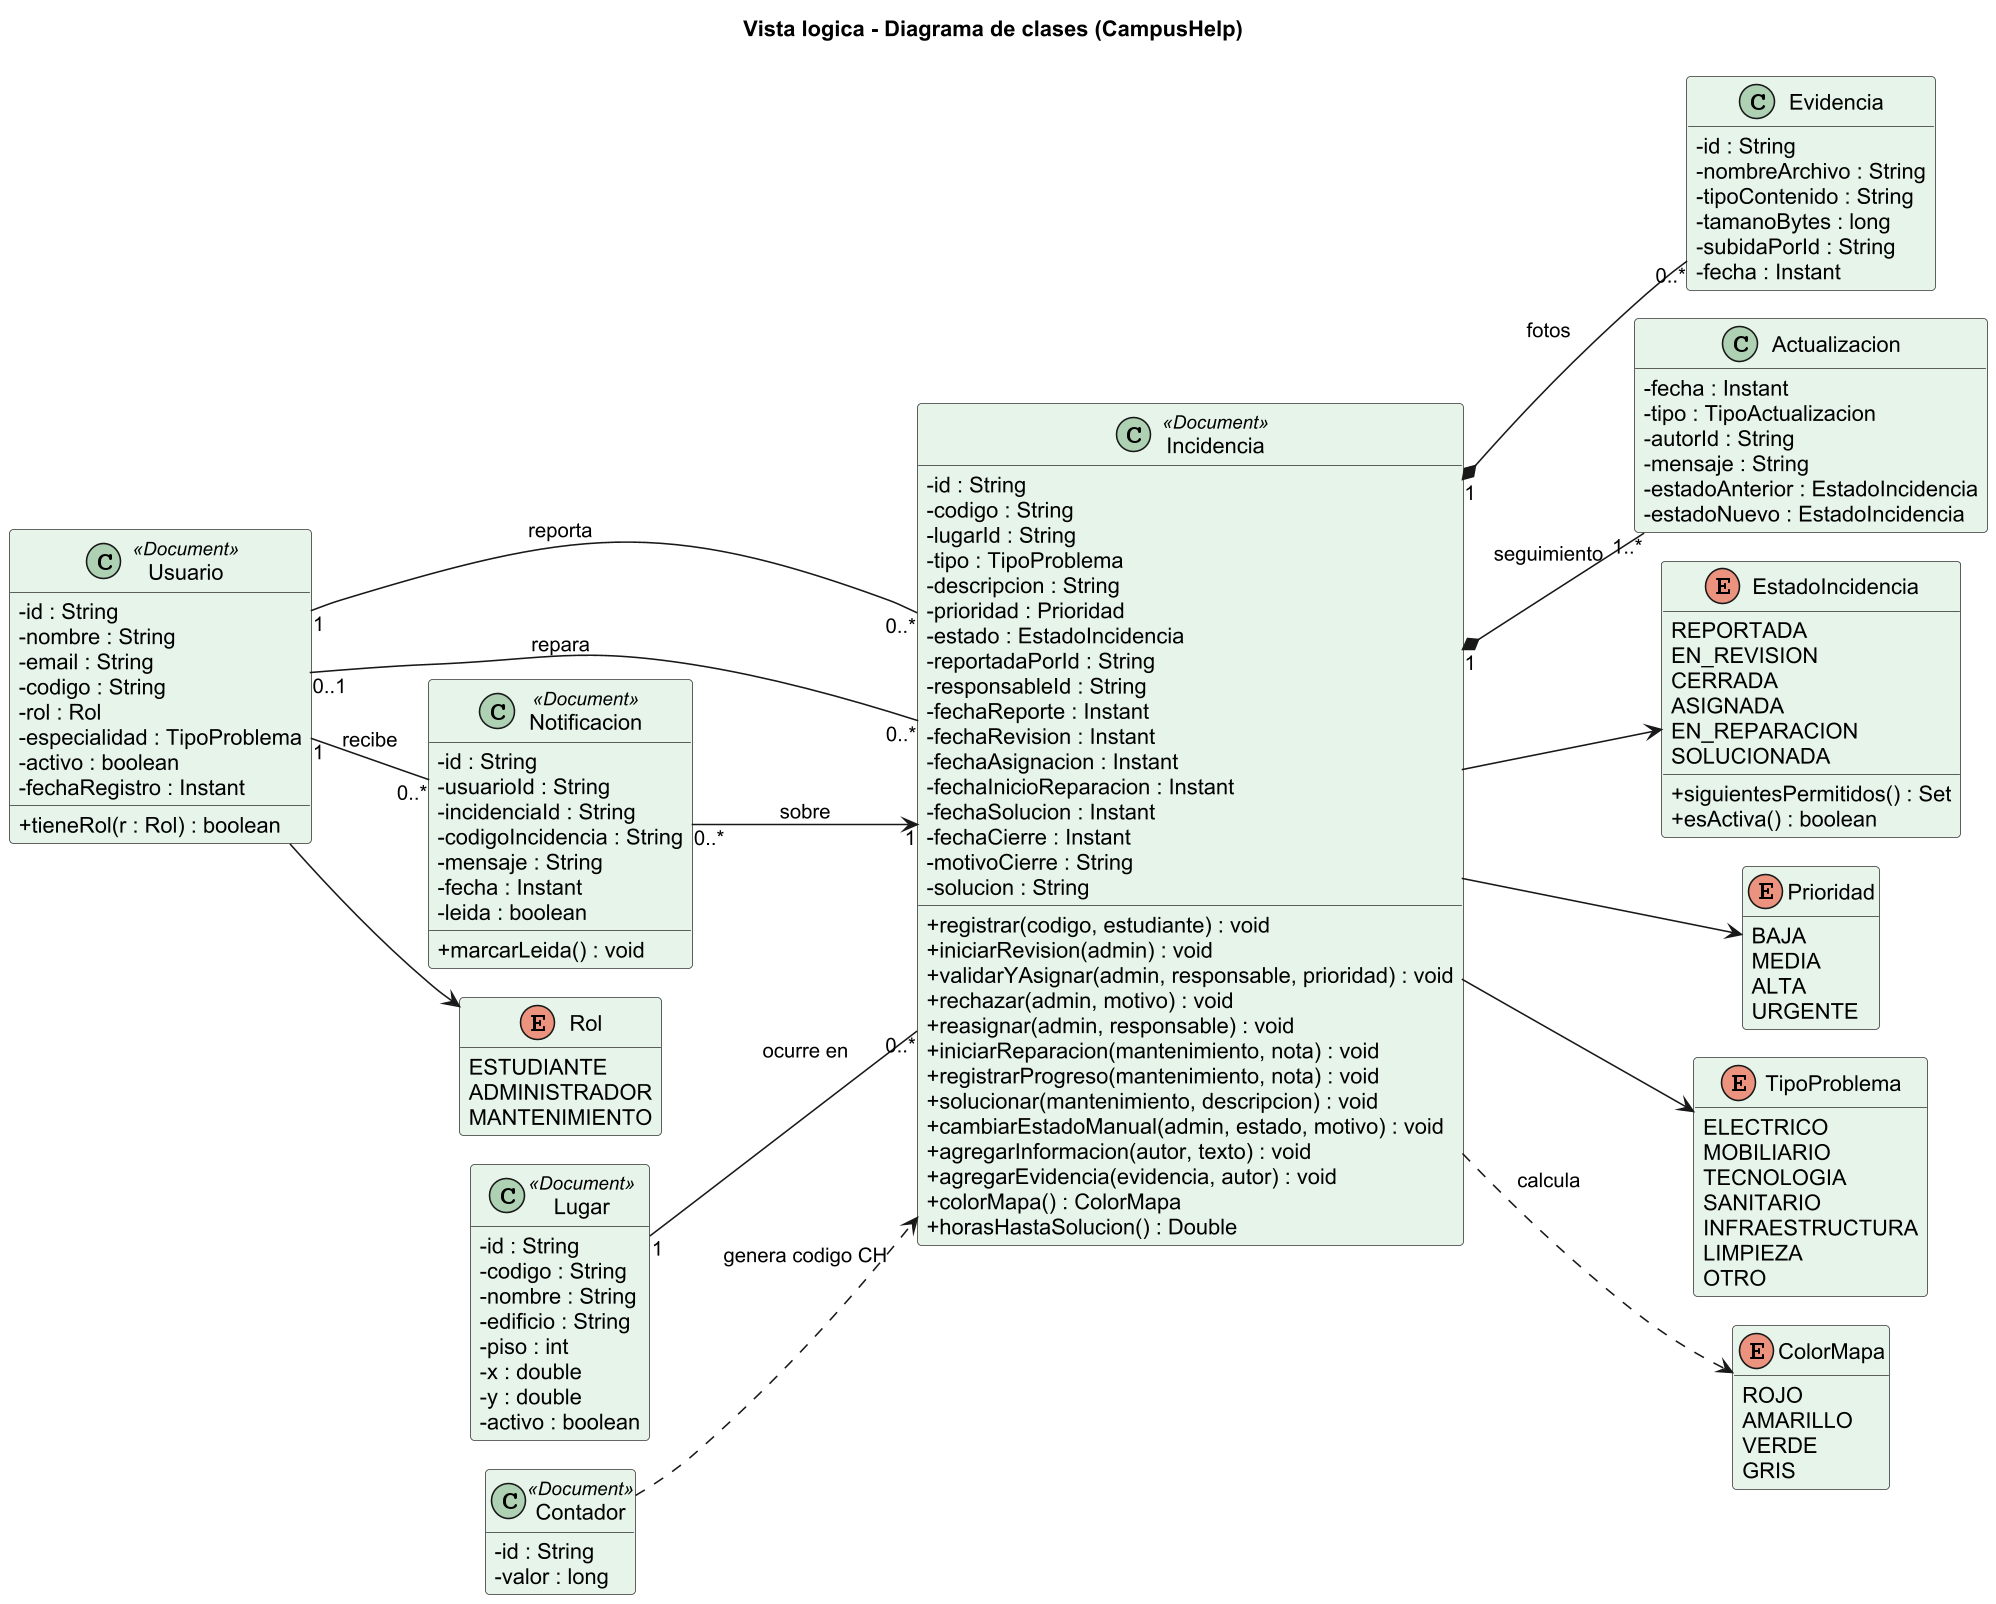 Vista logica - Diagrama de clases (CampusHelp)
«Document»
Usuario
-id : String
-nombre : String
-email : String
-codigo : String
-rol : Rol
-especialidad : TipoProblema
-activo : boolean
-fechaRegistro : Instant
+tieneRol(r : Rol) : boolean
reporta
1
0..*
repara
0..1
0..*
recibe
1
0..*
«Document»
Notificacion
-id : String
-usuarioId : String
-incidenciaId : String
-codigoIncidencia : String
-mensaje : String
-fecha : Instant
-leida : boolean
+marcarLeida() : void
sobre
0..*
1
E
Rol
ESTUDIANTE
ADMINISTRADOR
MANTENIMIENTO
C
«Document»
Lugar
-id : String
-codigo : String
-nombre : String
-edificio : String
-piso : int
-x : double
-y : double
-activo : boolean
ocurre en
1
0..*
C
«Document»
Contador
-id : String
-valor : long
genera codigo CH
C
«Document»
Incidencia
-id : String
-codigo : String
-lugarId : String
-tipo : TipoProblema
-descripcion : String
-prioridad : Prioridad
-estado : EstadoIncidencia
-reportadaPorId : String
-responsableId : String
-fechaReporte : Instant
-fechaRevision : Instant
-fechaAsignacion : Instant
-fechaInicioReparacion : Instant
-fechaSolucion : Instant
-fechaCierre : Instant
-motivoCierre : String
-solucion : String
+registrar(codigo, estudiante) : void
+iniciarRevision(admin) : void
+validarYAsignar(admin, responsable, prioridad) : void
+rechazar(admin, motivo) : void
+reasignar(admin, responsable) : void
+iniciarReparacion(mantenimiento, nota) : void
+registrarProgreso(mantenimiento, nota) : void
+solucionar(mantenimiento, descripcion) : void
+cambiarEstadoManual(admin, estado, motivo) : void
+agregarInformacion(autor, texto) : void
+agregarEvidencia(evidencia, autor) : void
+colorMapa() : ColorMapa
+horasHastaSolucion() : Double
fotos
1
0..*
seguimiento
1
1..*
calcula
C
Evidencia
-id : String
-nombreArchivo : String
-tipoContenido : String
-tamanoBytes : long
-subidaPorId : String
-fecha : Instant
C
Actualizacion
-fecha : Instant
-tipo : TipoActualizacion
-autorId : String
-mensaje : String
-estadoAnterior : EstadoIncidencia
-estadoNuevo : EstadoIncidencia
E
EstadoIncidencia
REPORTADA
EN_REVISION
CERRADA
ASIGNADA
EN_REPARACION
SOLUCIONADA
+siguientesPermitidos() : Set
+esActiva() : boolean
E
Prioridad
BAJA
MEDIA
ALTA
URGENTE
E
TipoProblema
ELECTRICO
MOBILIARIO
TECNOLOGIA
SANITARIO
INFRAESTRUCTURA
LIMPIEZA
OTRO
E
ColorMapa
ROJO
AMARILLO
VERDE
GRIS